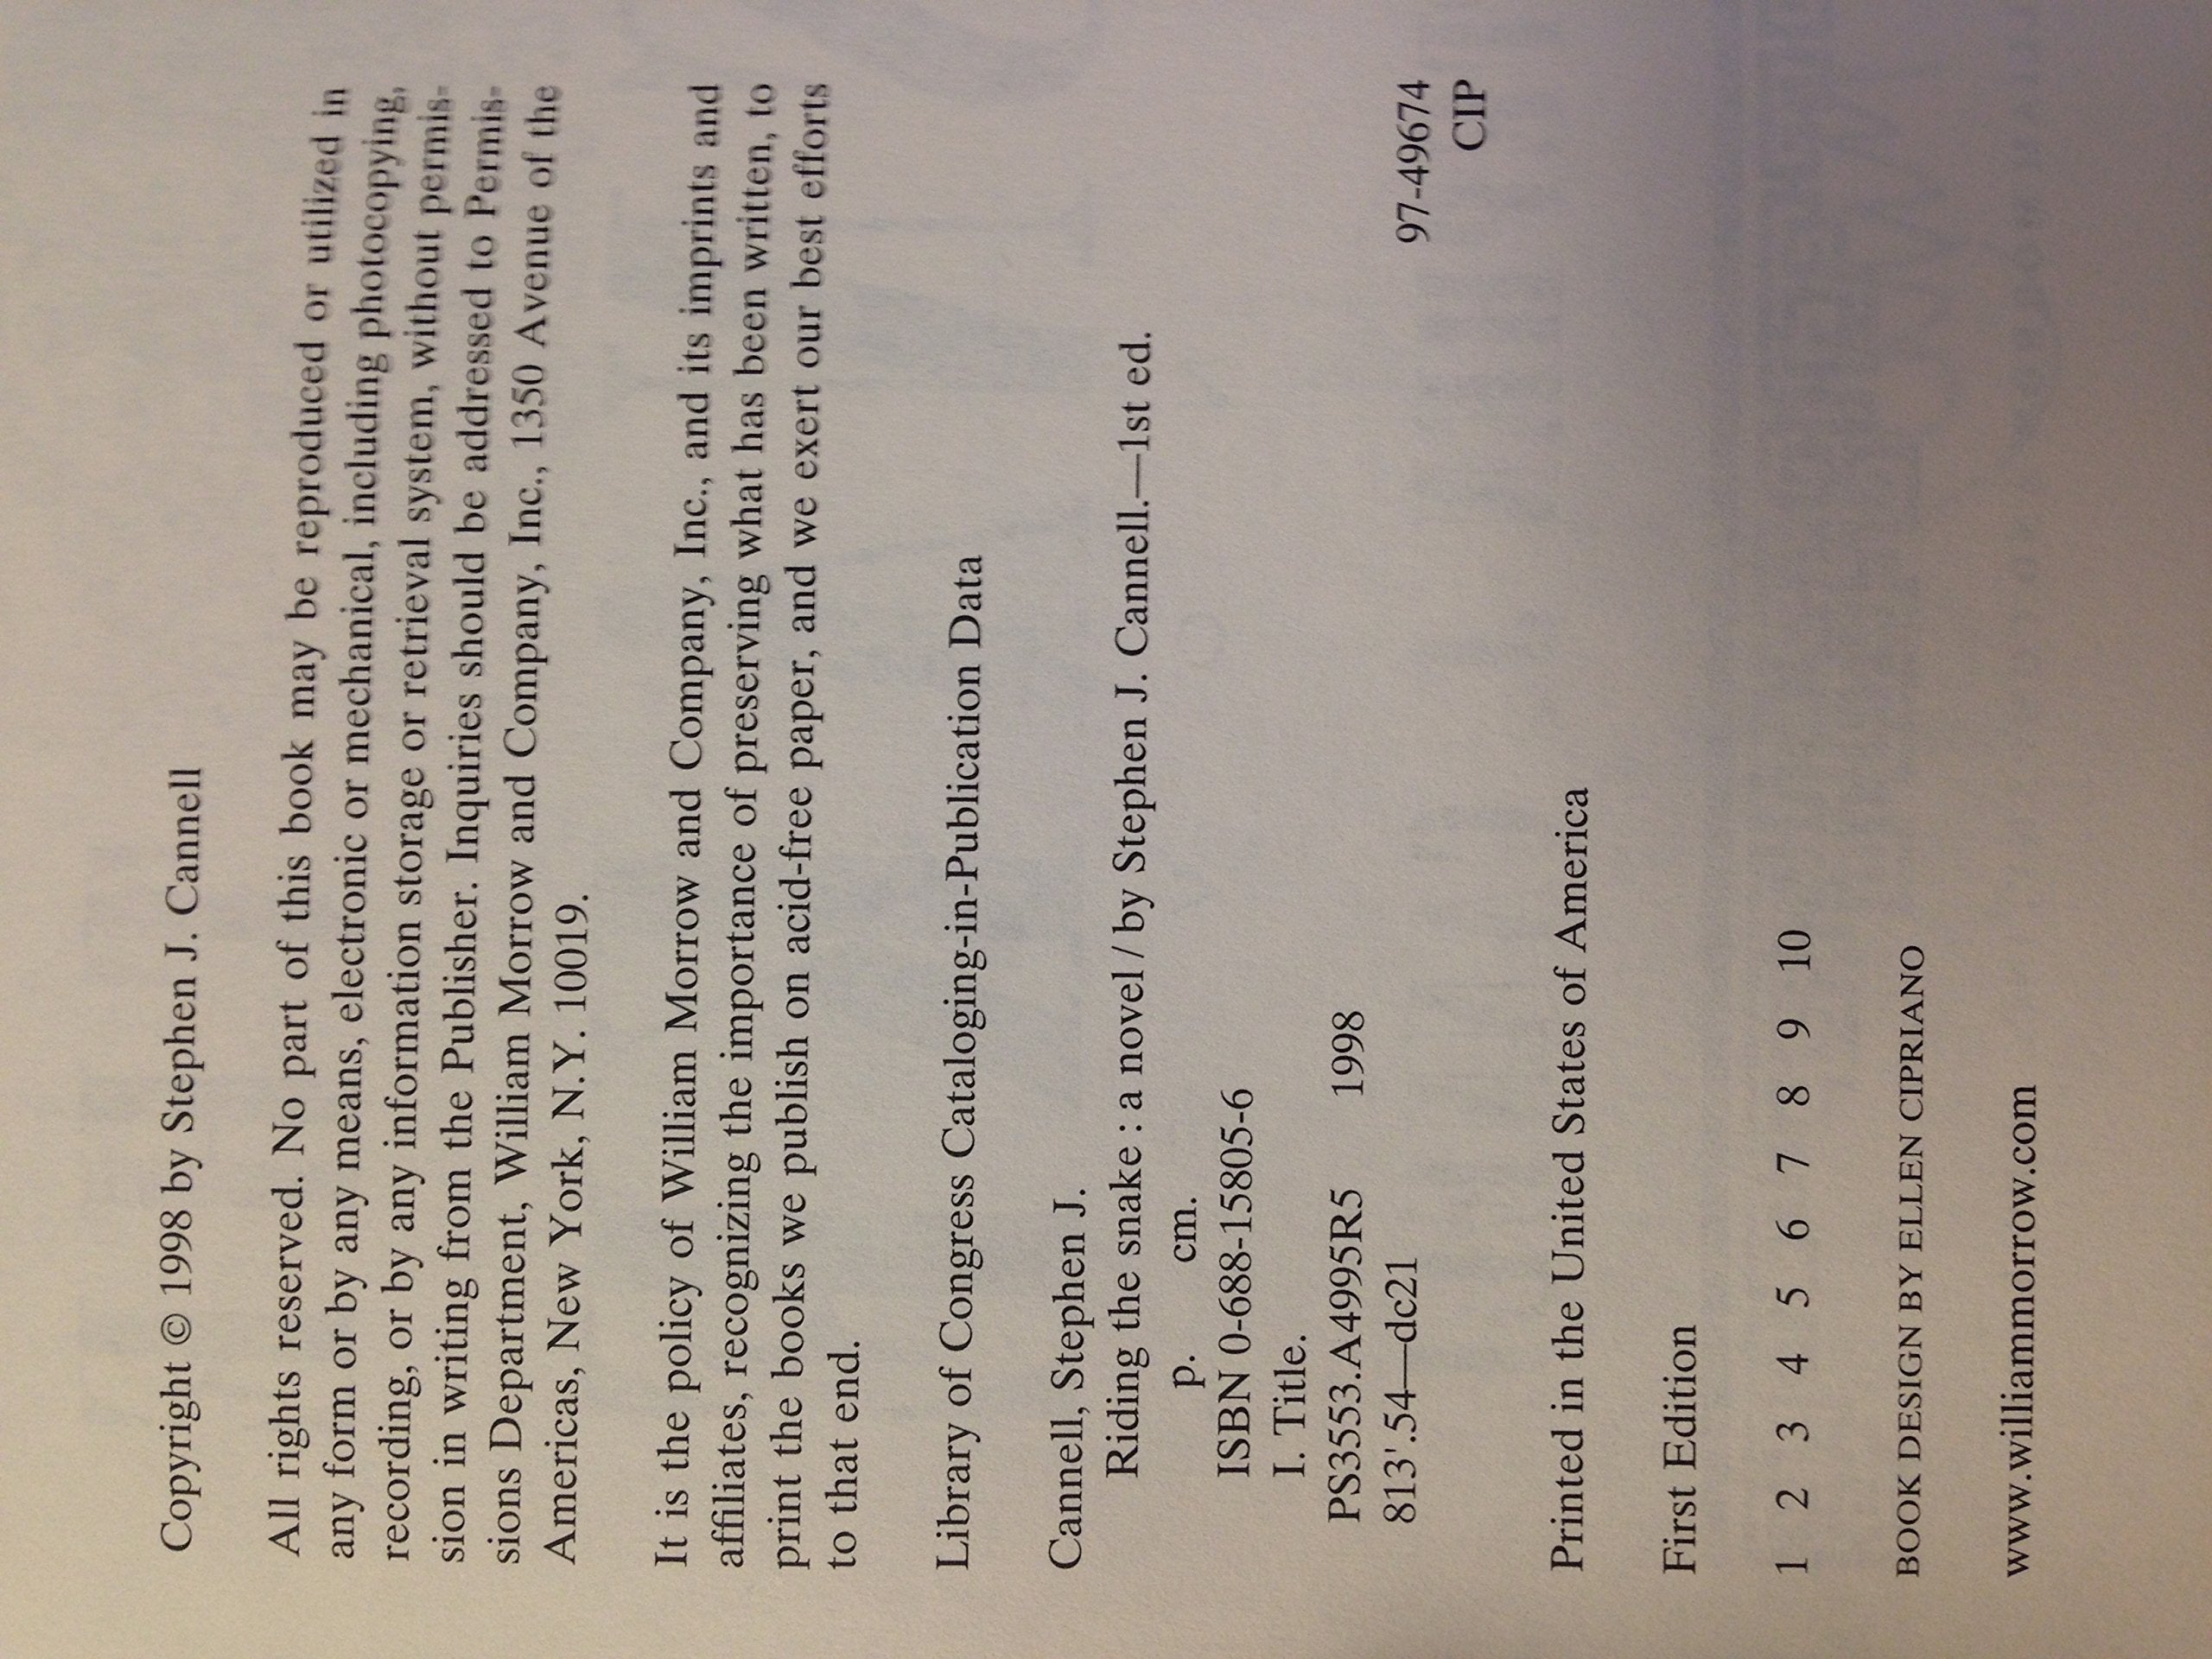 Copyright © 1998 by Stephen J. Cannell
All rights reserved. No part of this book may be reproduced or utilized in
any form or by any means, electronic or mechanical, including photocopying,
recording, or by any information storage or retrieval system, without permis-
sion in writing from the Publisher. Inquiries should be addressed to Permis-
sions Department, William Morrow and Company, Inc., 1350 Avenue of the
Americas, New York, N.Y. 10019.
It is the policy of William Morrow and Company, Inc., and its imprints and
affiliates, recognizing the importance of preserving what has been written, to
print the books we publish on acid-free paper, and we exert our best efforts
to that end.
Library of Congress Cataloging-in-Publication Data
Cannell, Stephen J.
Riding the snake : a novel / by Stephen J. Cannell.—1st ed.
p. cm.
ISBN 0-688-15805-6
I. Title.
PS3553.A4995R5 1998
813'.54—dc21 97-49674
CIP
Printed in the United States of America
First Edition
1 2 3 4 5 6 7 8 9 10
BOOK DESIGN BY ELLEN CIPRIANO
www.williammorrow.com